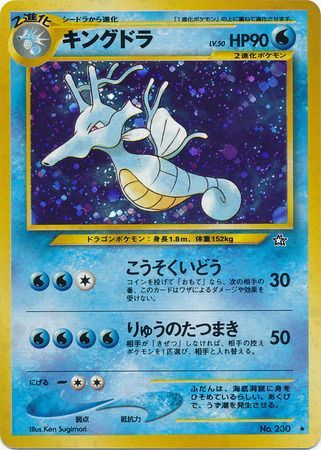 2進化
シードラから進化
「1進化ポケモン」の上に重ねて進化させます。
キングドラ LV.50 HP90
2進化ポケモン
ドラゴンポケモン：身長1.8m、体重152kg
こうそくいどう 30
コインを投げて「おもて」なら、次の相手の
番、このカードはワザによるダメージや効果を
受けない。
りゅうのたつまき 50
相手が「きぜつ」しなければ、相手の控え
ポケモンを1匹選び、相手と入れ替える。
にげる
弱点 抵抗力
ふだんは、海底洞窟に身を
ひそめているらしい。あくび
で、うず潮を発生させる。
Illus.Ken Sugimori
No.230